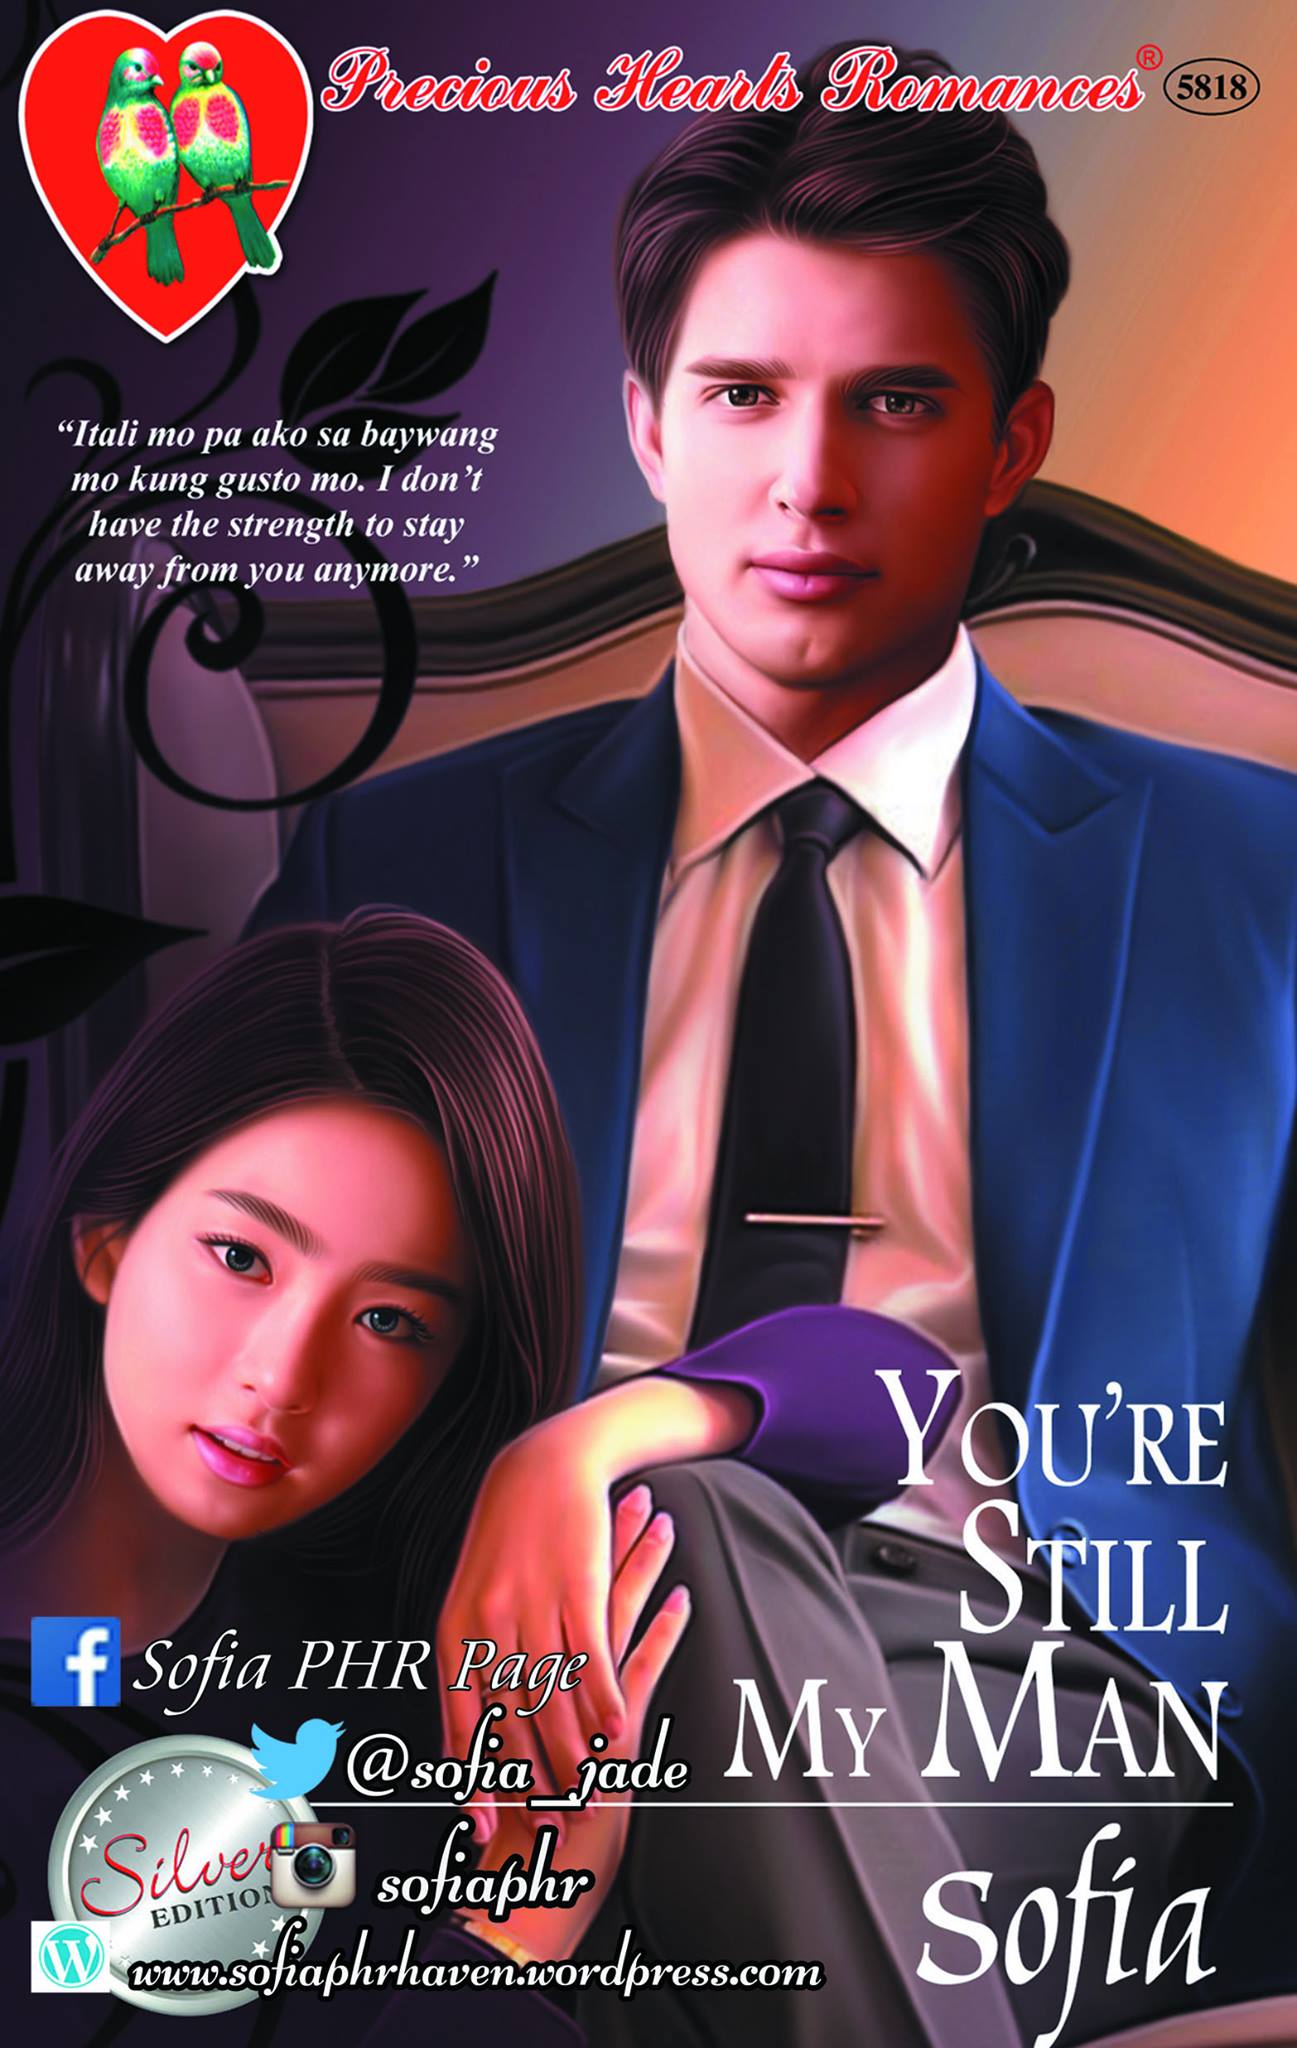 Precious Hearts Romances®
5818
“Itali mo pa ako sa baywang
mo kung gusto mo. I don’t
have the strength to stay
away from you anymore.”
YOU’RE
STILL
MY MAN
Sofia
f Sofia PHR Page
@sofia_jade
Silver
EDITION
sofiaphr
W www.sofiaphrhaven.wordpress.com